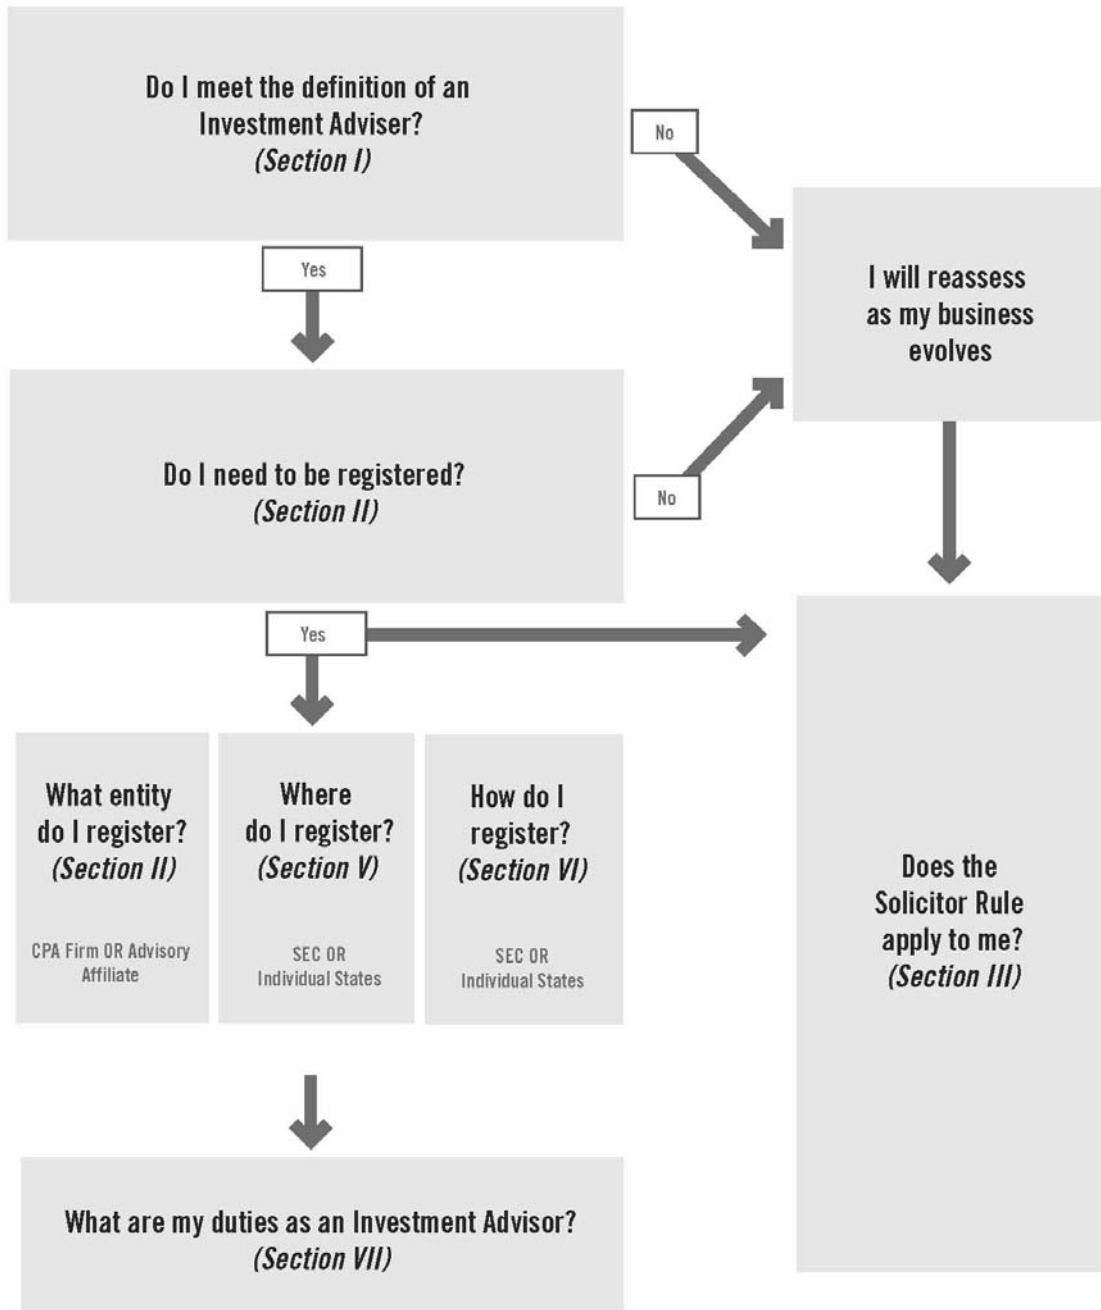 Do I meet the definition of an
Investment Adviser?
(Section I)
No
Yes
I will reassess
as my business
evolves
Do I need to be registered?
(Section II)
No
Yes
What entity
do I register?
(Section II)
CPA Firm OR Advisory
Affiliate
Where
do I register?
(Section V)
SEC OR
Individual States
How do I
register?
(Section VI)
SEC OR
Individual States
Does the
Solicitor Rule
apply to me?
(Section III)
What are my duties as an Investment Advisor?
(Section VII)